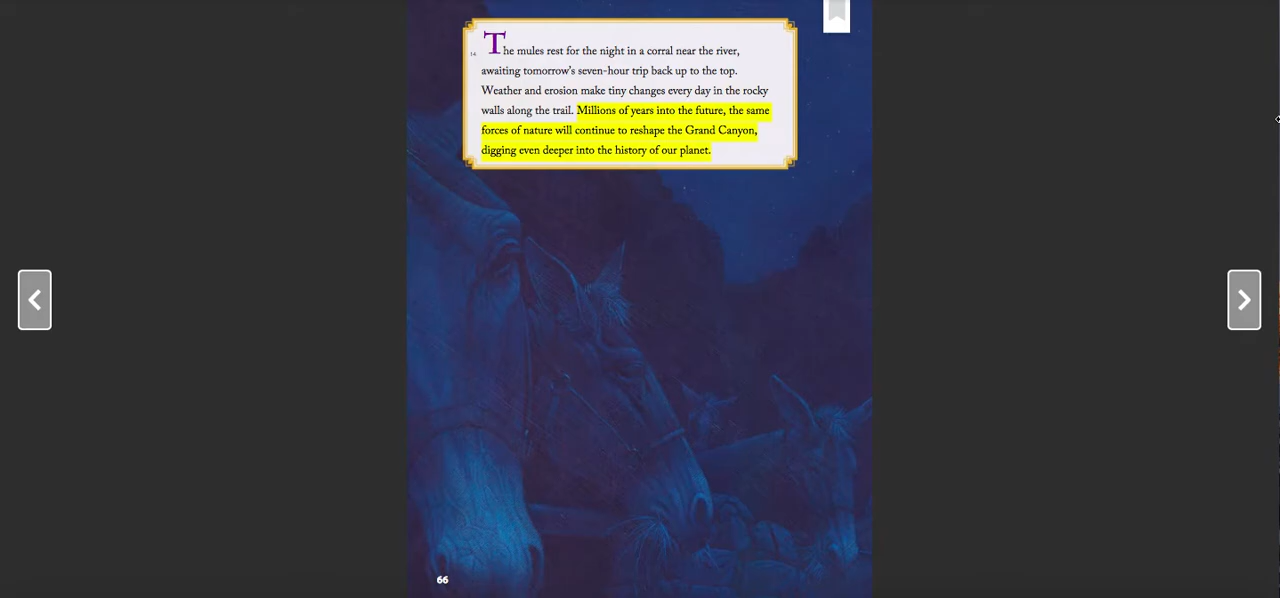 14 The mules rest for the night in a corral near the river,
awaiting tomorrow's seven-hour trip back up to the top.
Weather and erosion make tiny changes every day in the rocky
walls along the trail. Millions of years into the future, the same
forces of nature will continue to reshape the Grand Canyon,
digging even deeper into the history of our planet.
66